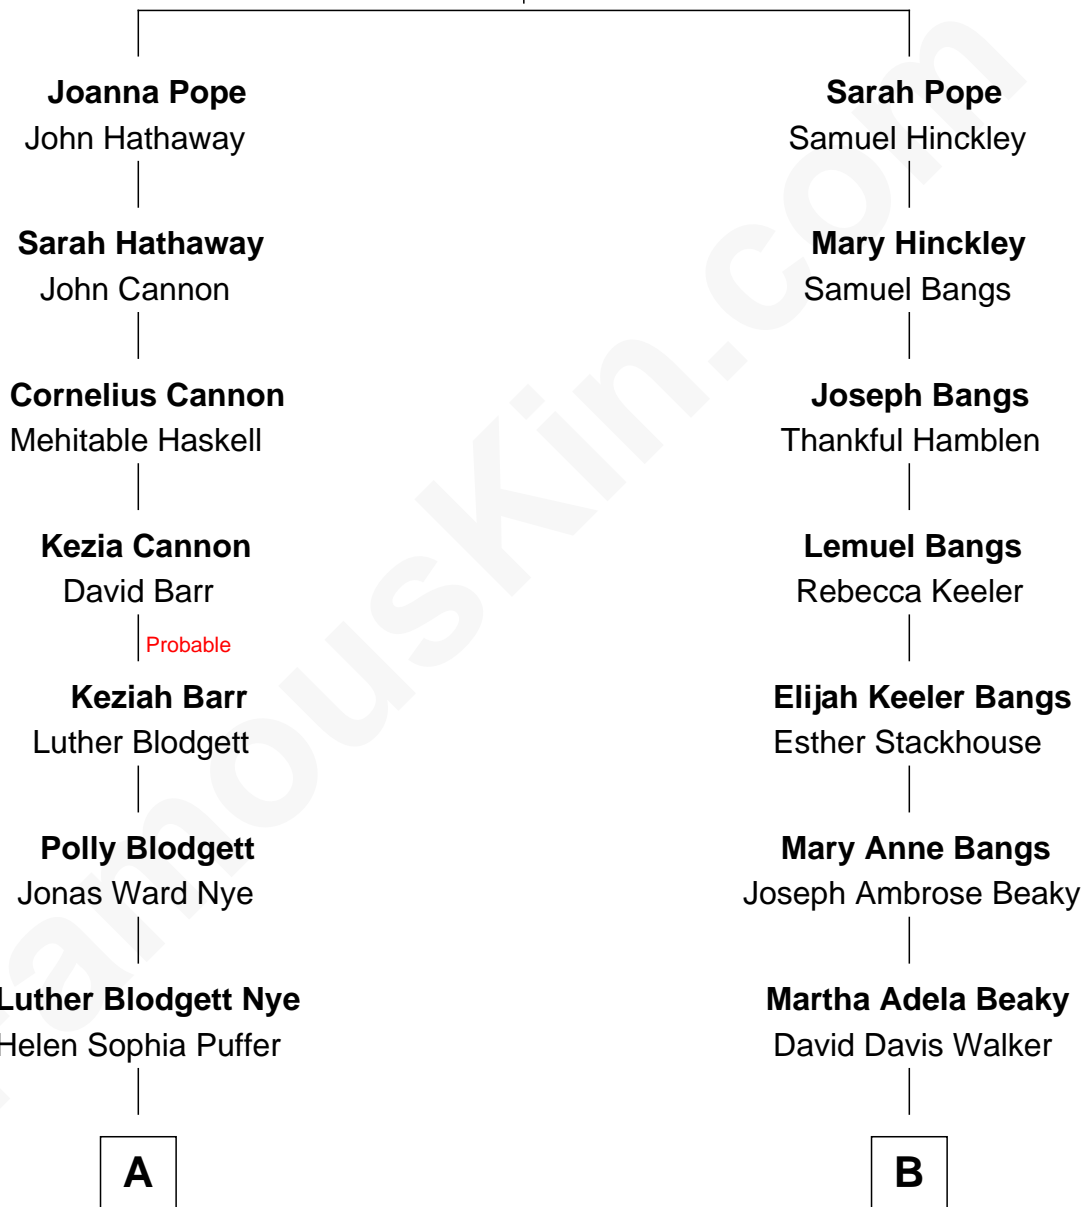 Joanna Pope
John Hathaway
Sarah Pope
Samuel Hinckley
Sarah Hathaway
John Cannon
Mary Hinckley
Samuel Bangs
Cornelius Cannon
Mehitable Haskell
Joseph Bangs
Thankful Hamblen
Kezia Cannon
David Barr
Lemuel Bangs
Rebecca Keeler
Probable
Keziah Barr
Luther Blodgett
Elijah Keeler Bangs
Esther Stackhouse
Polly Blodgett
Jonas Ward Nye
Mary Anne Bangs
Joseph Ambrose Beaky
Luther Blodgett Nye
Helen Sophia Puffer
Martha Adela Beaky
David Davis Walker
A
B
FamousKin.com